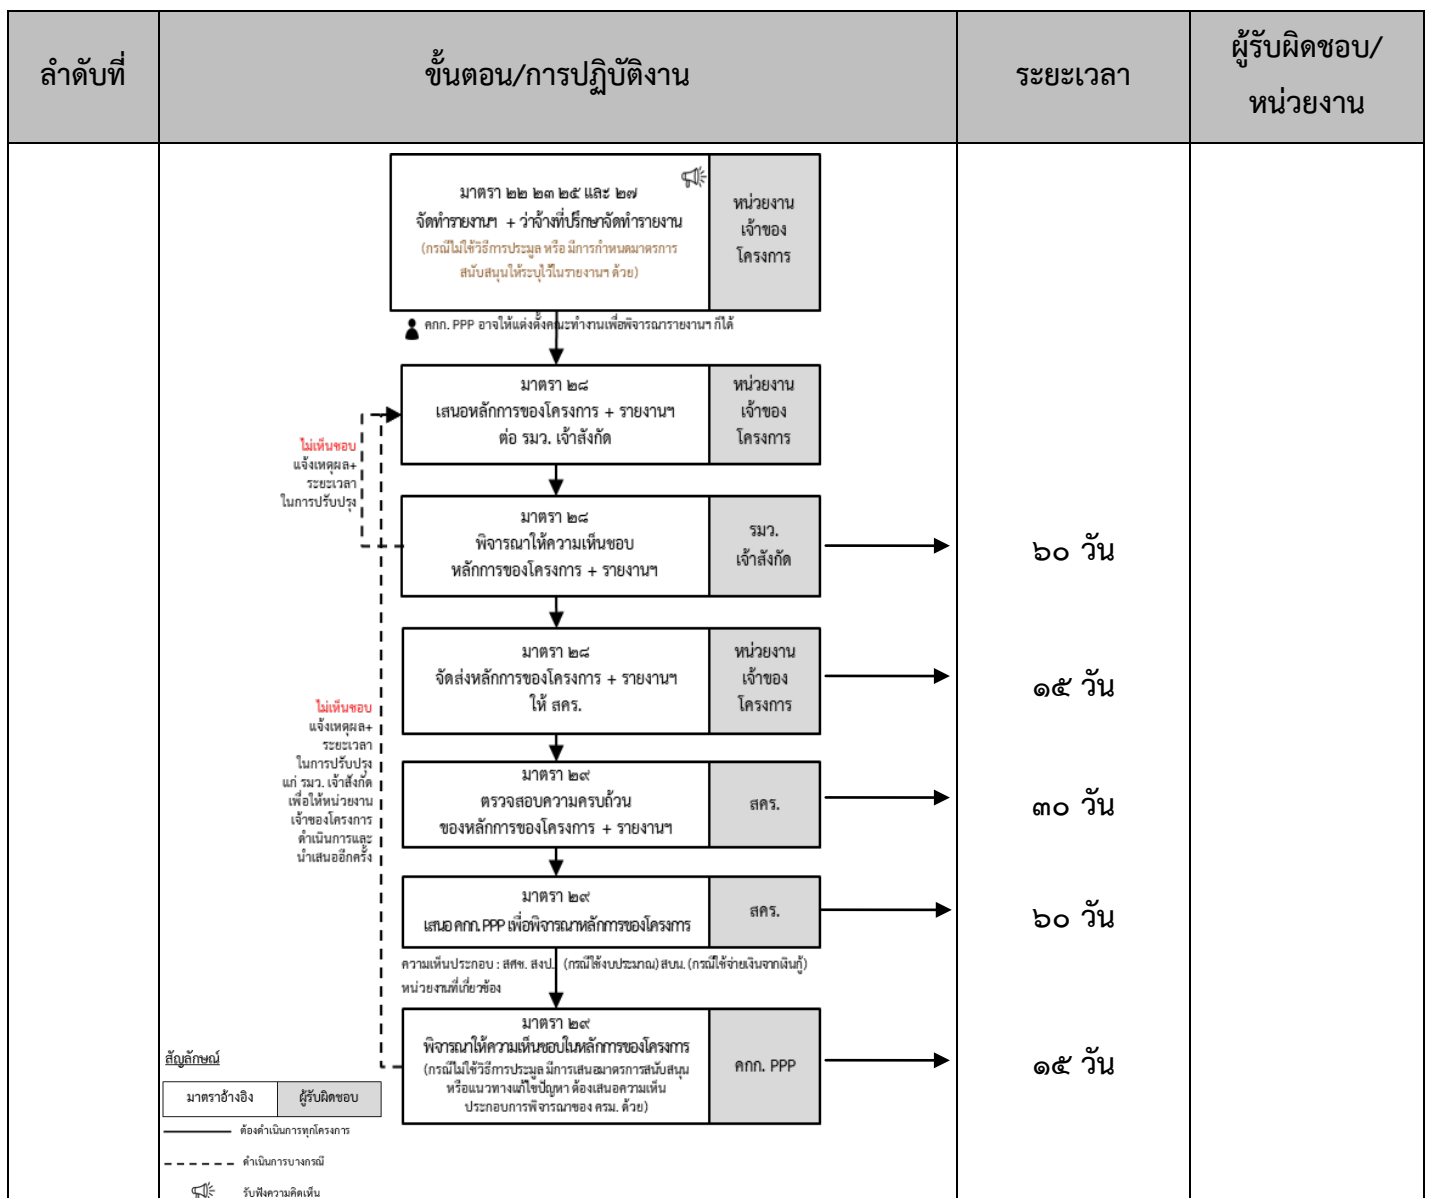 ลำดับที่
ขั้นตอน/การปฏิบัติงาน
ระยะเวลา
ผู้รับผิดชอบ/
หน่วยงาน
มาตรา ๒๒ ๒๓ ๒๕ และ ๒๗
จัดทำรายงานฯ + ว่าจ้างที่ปรึกษาจัดทำรายงาน
(กรณีไม่ใช้วิธีการประมูล หรือ มีการกำหนดมาตรการ
สนับสนุนให้ระบุไว้ในรายงานฯ ด้วย)
หน่วยงาน
เจ้าของ
โครงการ
คกก. PPP อาจให้แต่งตั้งคณะทำงานเพื่อพิจารณารายงานฯ ก็ได้
มาตรา ๒๘
เสนอหลักการของโครงการ + รายงานฯ
ต่อ รมว. เจ้าสังกัด
หน่วยงาน
เจ้าของ
โครงการ
ไม่เห็นชอบ
แจ้งเหตุผล+
ระยะเวลา
ในการปรับปรุง
มาตรา ๒๘
พิจารณาให้ความเห็นชอบ
หลักการของโครงการ + รายงานฯ
รมว.
เจ้าสังกัด
๖๐ วัน
มาตรา ๒๘
จัดส่งหลักการของโครงการ + รายงานฯ
ให้ สคร.
หน่วยงาน
เจ้าของ
โครงการ
๑๕ วัน
ไม่เห็นชอบ
แจ้งเหตุผล+
ระยะเวลา
ในการปรับปรุง
แก่ รมว. เจ้าสังกัด
เพื่อให้หน่วยงาน
เจ้าของโครงการ
ดำเนินการและ
นำเสนออีกครั้ง
มาตรา ๒๙
ตรวจสอบความครบถ้วน
ของหลักการของโครงการ + รายงานฯ
สคร.
๓๐ วัน
มาตรา ๒๙
เสนอ คกก. PPP เพื่อพิจารณาหลักการของโครงการ
สคร.
๖๐ วัน
ความเห็นประกอบ : สศช. สงป. (กรณีใช้งบประมาณ) สบน. (กรณีใช้จ่ายเงินจากเงินกู้)
หน่วยงานที่เกี่ยวข้อง
มาตรา ๒๙
พิจารณาให้ความเห็นชอบในหลักการของโครงการ
(กรณีไม่ใช้วิธีการประมูล มีการเสนอมาตรการสนับสนุน
หรือแนวทางแก้ไขปัญหา ต้องเสนอความเห็น
ประกอบการพิจารณาของ ครม. ด้วย)
คกก. PPP
๑๕ วัน
สัญลักษณ์
มาตราอ้างอิง
ผู้รับผิดชอบ
ต้องดำเนินการทุกโครงการ
ดำเนินการบางกรณี
รับฟังความคิดเห็น